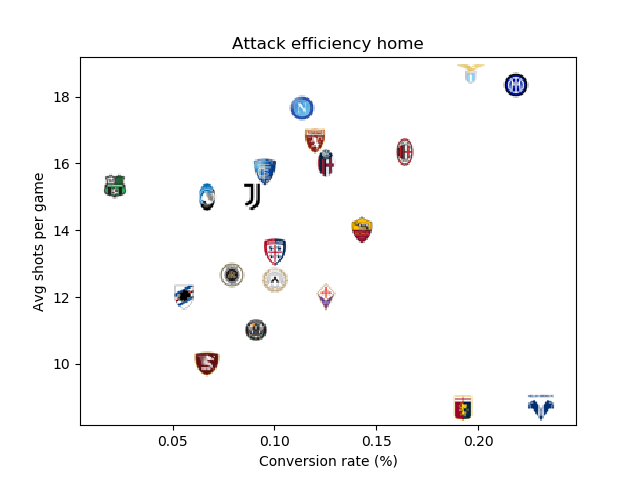 Attack efficiency home
Avg shots per game
18
16
14
12
10
0.05 0.10 0.15 0.20
Conversion rate (%)